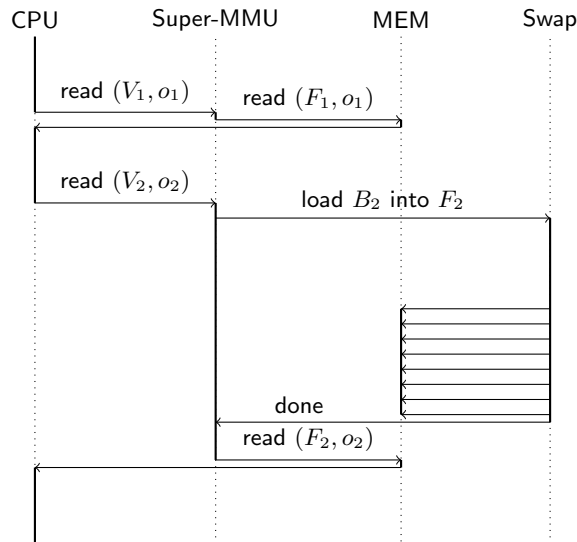 CPU Super-MMU MEM Swap
read (V₁, o₁) read (F₁, o₁)
read (V₂, o₂)
load B₂ into F₂
done
read (F₂, o₂)